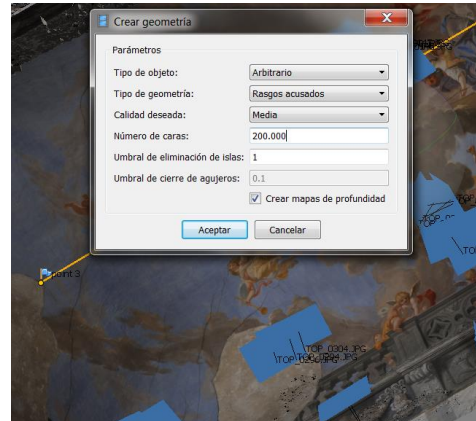 Crear geometría
Parámetros
Tipo de objeto: Arbitrario
Tipo de geometría: Rasgos acusados
Calidad deseada: Media
Número de caras: 200.000
Umbral de eliminación de islas: 1
Umbral de cierre de agujeros: 0.1
Crear mapas de profundidad
Aceptar Cancelar
point 3
TOP_0304.JPG